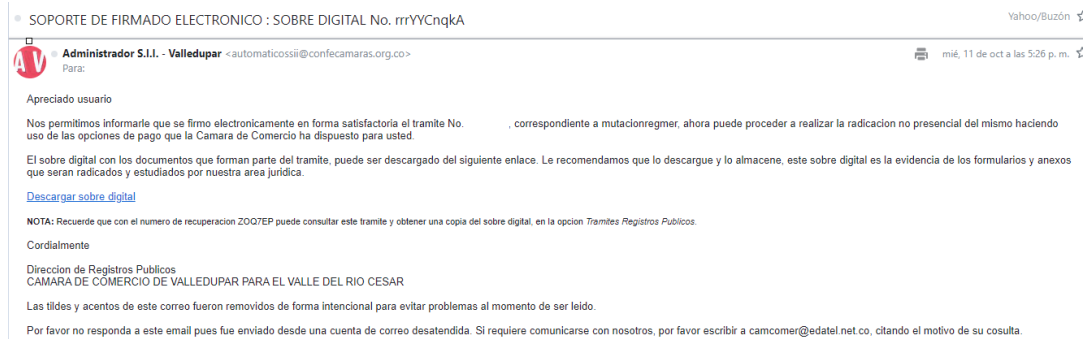 SOPORTE DE FIRMADO ELECTRONICO : SOBRE DIGITAL No. rrrYYCnqkA
Yahoo/Buzón
AV
Administrador S.I.I. - Valledupar <automaticossii@confecamaras.org.co>
mié, 11 de oct a las 5:26 p. m.
Para:
Apreciado usuario
Nos permitimos informarle que se firmo electronicamente en forma satisfactoria el tramite No. , correspondiente a mutacionregmer, ahora puede proceder a realizar la radicacion no presencial del mismo haciendo
uso de las opciones de pago que la Camara de Comercio ha dispuesto para usted.
El sobre digital con los documentos que forman parte del tramite, puede ser descargado del siguiente enlace. Le recomendamos que lo descargue y lo almacene, este sobre digital es la evidencia de los formularios y anexos
que seran radicados y estudiados por nuestra area juridica.
Descargar sobre digital
NOTA: Recuerde que con el numero de recuperacion ZOQ7EP puede consultar este tramite y obtener una copia del sobre digital, en la opcion Tramites Registros Publicos.
Cordialmente
Direccion de Registros Publicos
CAMARA DE COMERCIO DE VALLEDUPAR PARA EL VALLE DEL RIO CESAR
Las tildes y acentos de este correo fueron removidos de forma intencional para evitar problemas al momento de ser leido.
Por favor no responda a este email pues fue enviado desde una cuenta de correo desatendida. Si requiere comunicarse con nosotros, por favor escribir a camcomer@edatel.net.co, citando el motivo de su cosulta.